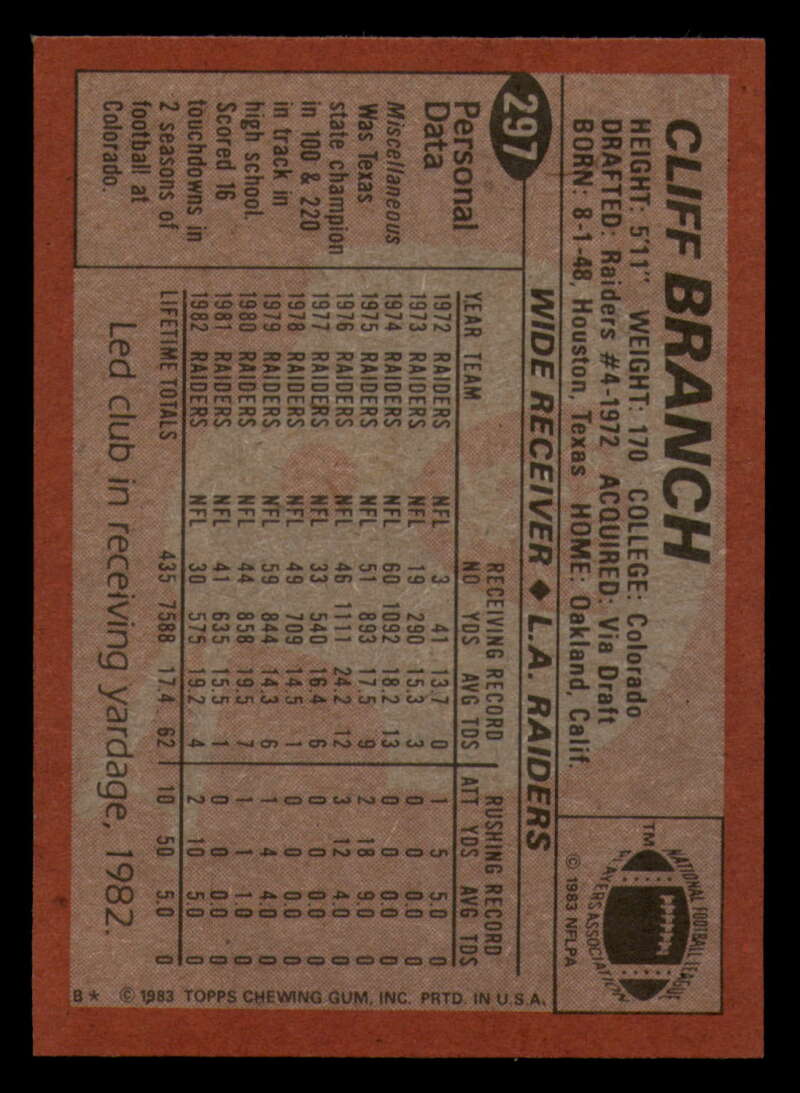 CLIFF BRANCH
HEIGHT: 5'11" WEIGHT: 170 COLLEGE: Colorado
DRAFTED: Raiders #4-1972 ACQUIRED: Via Draft
BORN: 8-1-48, Houston, Texas HOME: Oakland, Calif.
NATIONAL FOOTBALL LEAGUE
PLAYERS ASSOCIATION
TM
© 1983 NFLPA
297
WIDE RECEIVER ♦ L.A. RAIDERS
Personal
Data
Miscellaneous
Was Texas
state champion
in 100 & 220
in track in
high school.
Scored 16
touchdowns in
2 seasons of
football at
Colorado.
RECEIVING RECORD RUSHING RECORD
YEAR TEAM NO YDS AVG TDS ATT YDS AVG TDS
1972 RAIDERS NFL 3 41 13.7 0 1 5 5.0 0
1973 RAIDERS NFL 19 290 15.3 3 0 0 0.0 0
1974 RAIDERS NFL 60 1092 18.2 13 0 0 0.0 0
1975 RAIDERS NFL 51 893 17.5 9 2 18 9.0 0
1976 RAIDERS NFL 46 1111 24.2 12 3 12 4.0 0
1977 RAIDERS NFL 33 540 16.4 6 0 0 0.0 0
1978 RAIDERS NFL 49 709 14.5 1 0 0 0.0 0
1979 RAIDERS NFL 59 844 14.3 6 1 4 4.0 0
1980 RAIDERS NFL 44 858 19.5 7 1 1 1.0 0
1981 RAIDERS NFL 41 635 15.5 1 0 0 0.0 0
1982 RAIDERS NFL 30 575 19.2 4 2 10 5.0 0
LIFETIME TOTALS 435 7588 17.4 62 10 50 5.0 0
Led club in receiving yardage, 1982.
B* © 1983 TOPPS CHEWING GUM, INC. PRTD. IN U.S.A.